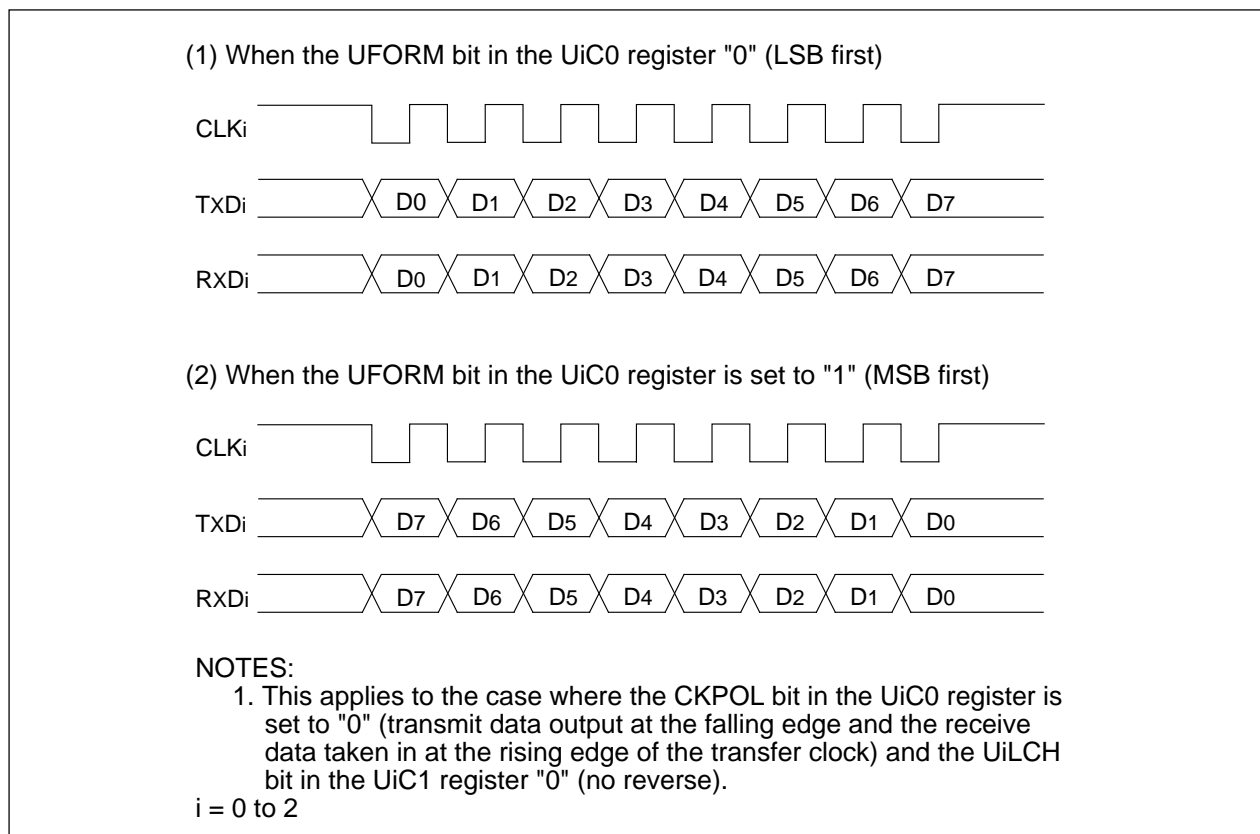 (1) When the UFORM bit in the UiC0 register "0" (LSB first)
CLKi
TXDi D0 D1 D2 D3 D4 D5 D6 D7
RXDi D0 D1 D2 D3 D4 D5 D6 D7
(2) When the UFORM bit in the UiC0 register is set to "1" (MSB first)
CLKi
TXDi D7 D6 D5 D4 D3 D2 D1 D0
RXDi D7 D6 D5 D4 D3 D2 D1 D0
NOTES:
1. This applies to the case where the CKPOL bit in the UiC0 register is
set to "0" (transmit data output at the falling edge and the receive
data taken in at the rising edge of the transfer clock) and the UiLCH
bit in the UiC1 register "0" (no reverse).
i = 0 to 2